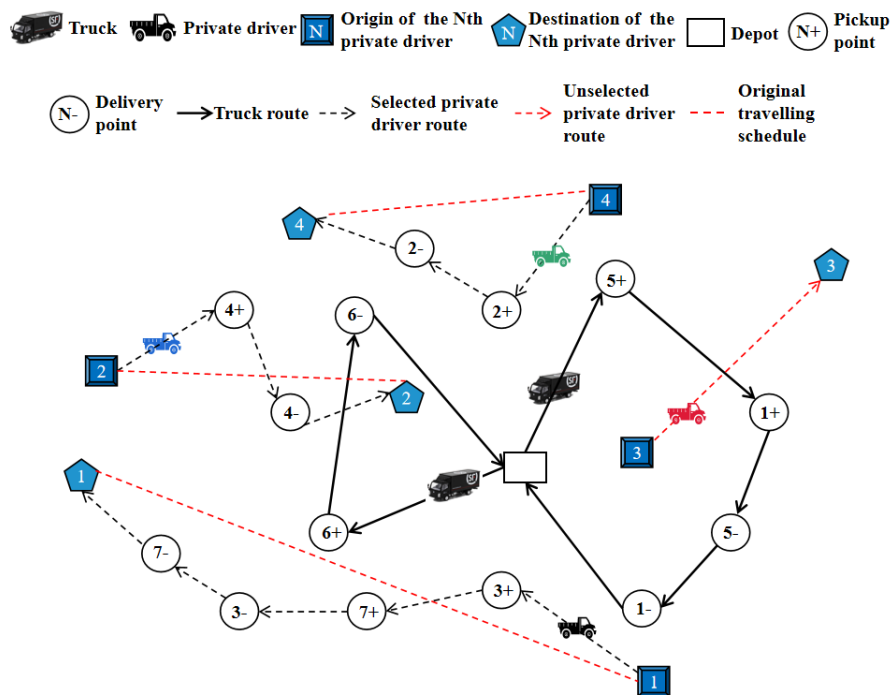 Truck
Private driver
N
Origin of the Nth
private driver
N
Destination of the
Nth private driver
Depot
N+
Pickup
point
N-
Delivery
point
Truck route
Selected private
driver route
Unselected
private driver
route
Original
travelling
schedule
4
4
2-
2+
5+
3
4+
6-
2
2
4-
1+
3
1
6+
5-
7-
3-
7+
3+
1-
1